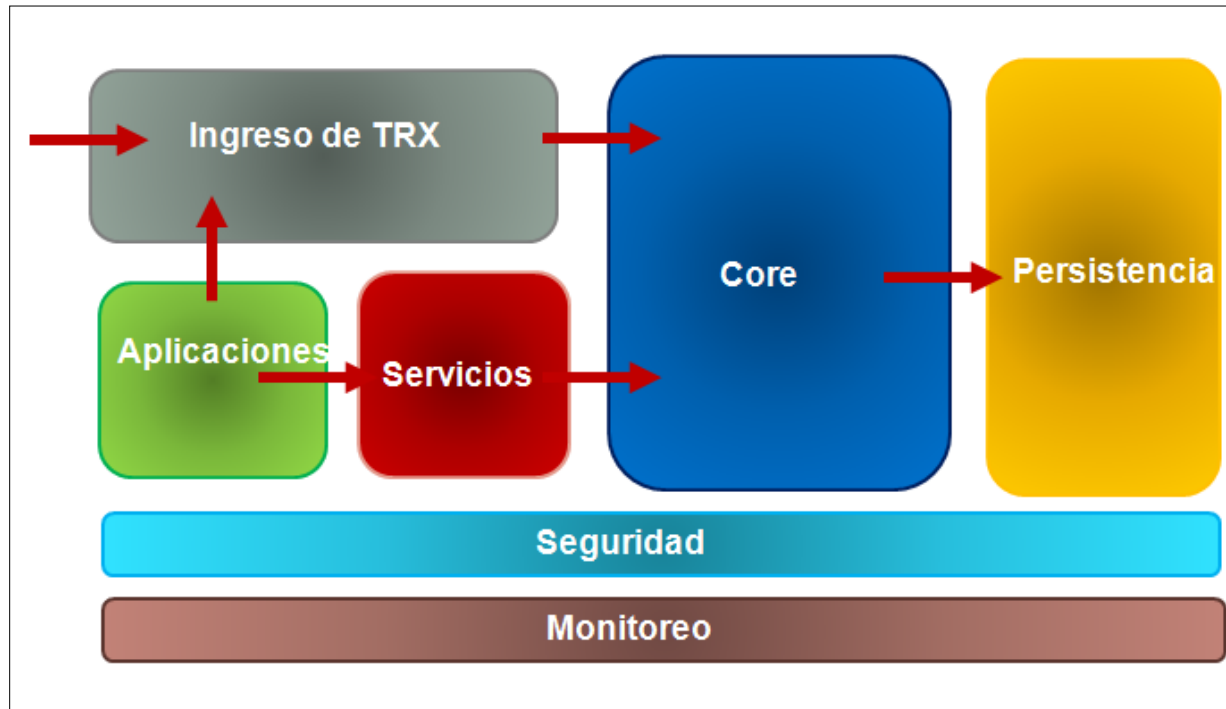 Ingreso de TRX
Core
Persistencia
Aplicaciones
Servicios
Seguridad
Monitoreo